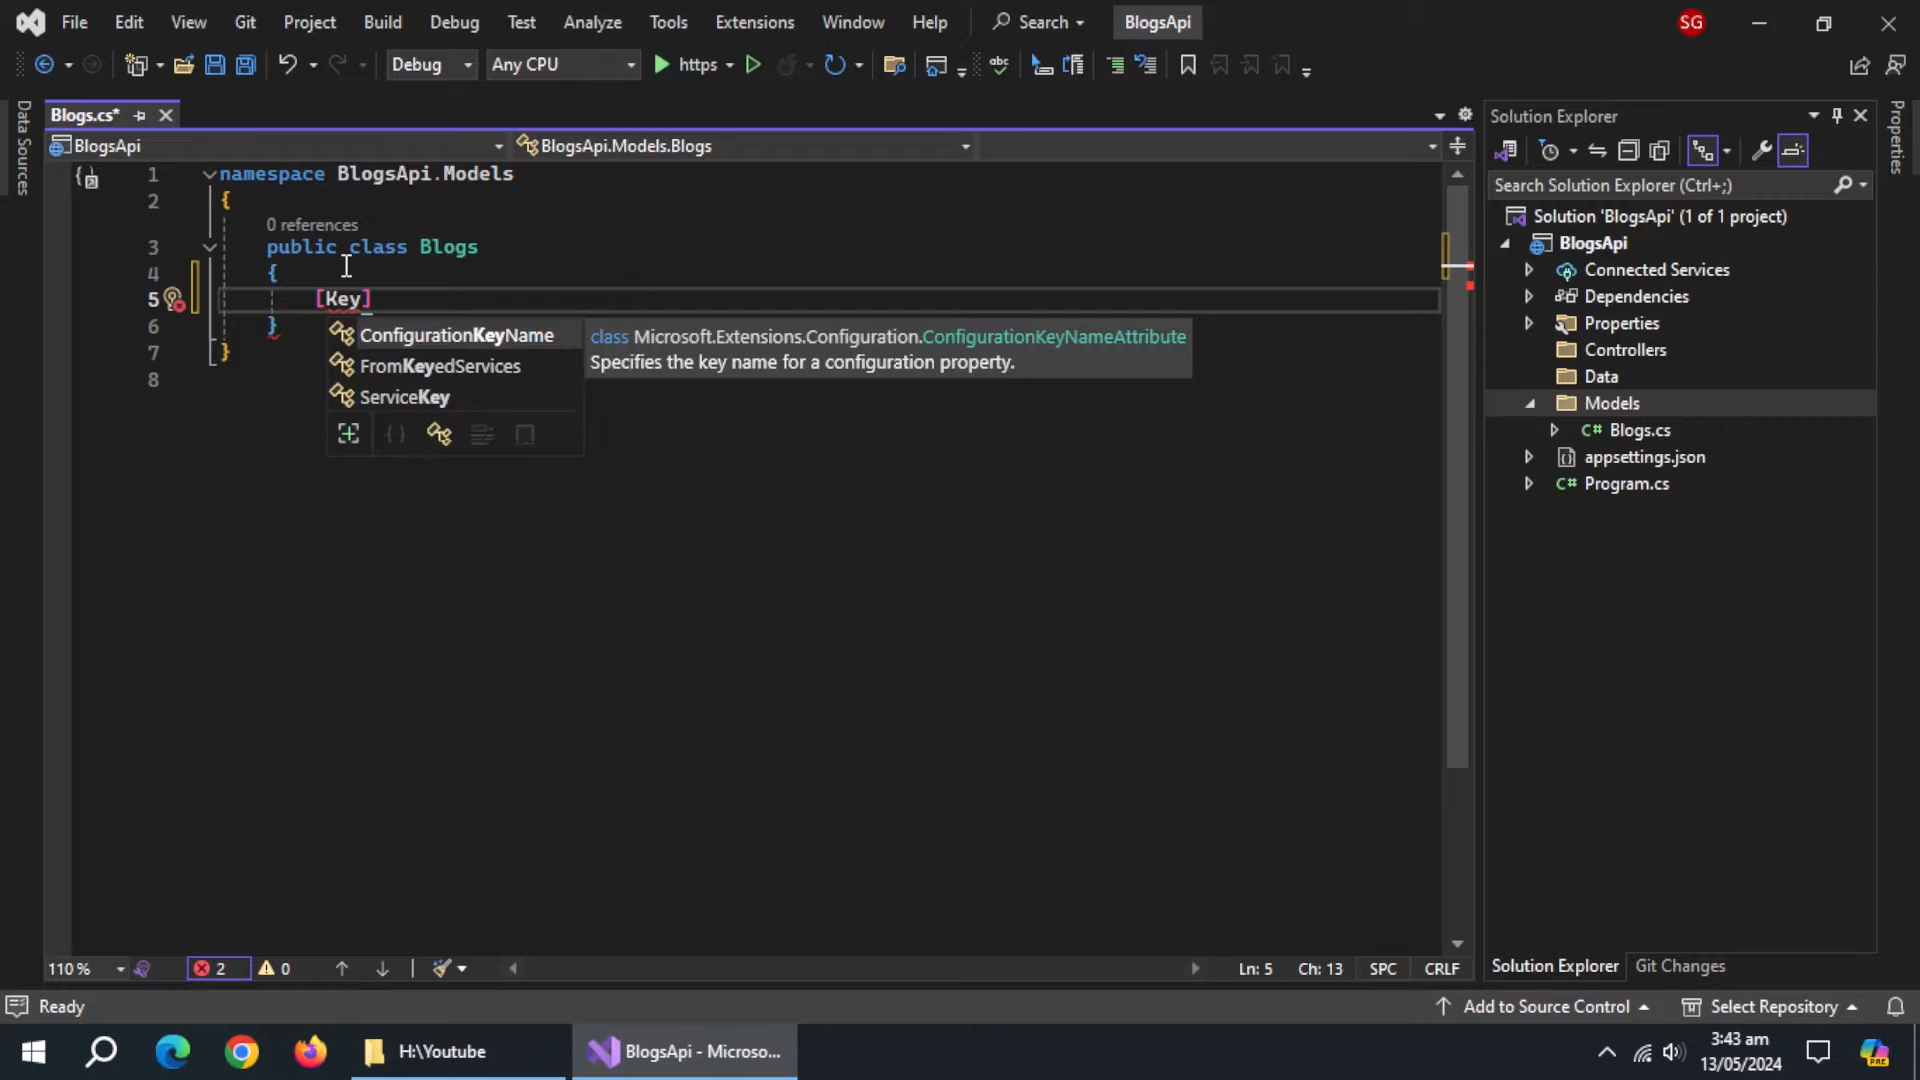 File Edit View Git Project Build Debug Test Analyze Tools Extensions Window Help Search BlogsApi SG
Debug Any CPU https abc
Data Sources
Blogs.cs*
BlogsApi BlogsApi.Models.Blogs
1 namespace BlogsApi.Models
2 {
0 references
3 public class Blogs
4 {
5 [Key]
6 }
7 }
8
ConfigurationKeyName
FromKeyedServices
ServiceKey
class Microsoft.Extensions.Configuration.ConfigurationKeyNameAttribute
Specifies the key name for a configuration property.
110 % 2 0 Ln: 5 Ch: 13 SPC CRLF
Solution Explorer
Search Solution Explorer (Ctrl+;)
Solution 'BlogsApi' (1 of 1 project)
BlogsApi
Connected Services
Dependencies
Properties
Controllers
Data
Models
C# Blogs.cs
appsettings.json
C# Program.cs
Solution Explorer Git Changes
Properties
Ready Add to Source Control Select Repository
H:\Youtube BlogsApi - Microso... 3:43 am
13/05/2024
PRE